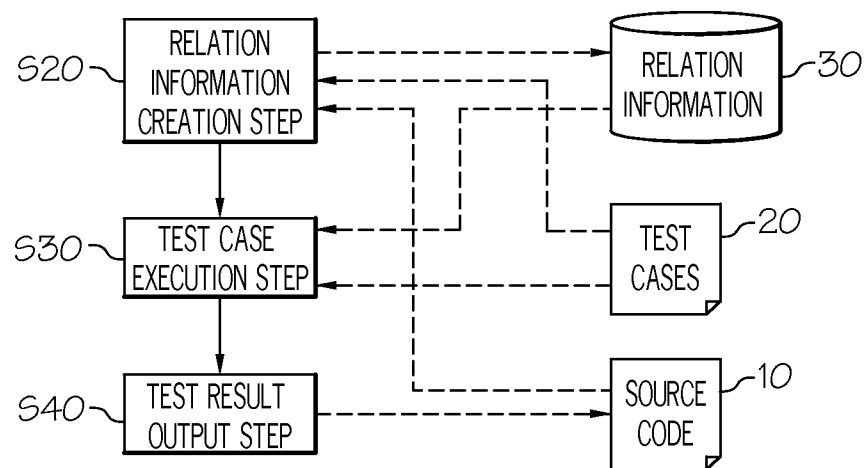 S20
RELATION
INFORMATION
CREATION STEP
RELATION
INFORMATION
30
S30
TEST CASE
EXECUTION STEP
TEST
CASES
20
S40
TEST RESULT
OUTPUT STEP
SOURCE
CODE
10